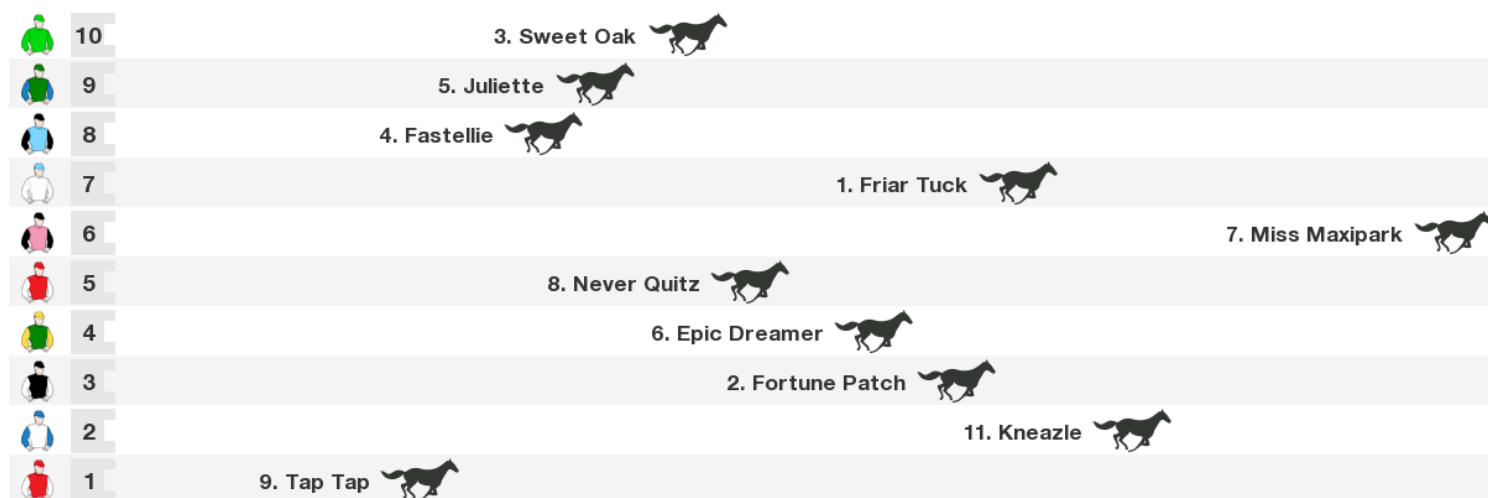 10 3. Sweet Oak
9 5. Juliette
8 4. Fastellie
7 1. Friar Tuck
6 7. Miss Maxipark
5 8. Never Quitz
4 6. Epic Dreamer
3 2. Fortune Patch
2 11. Kneazle
1 9. Tap Tap